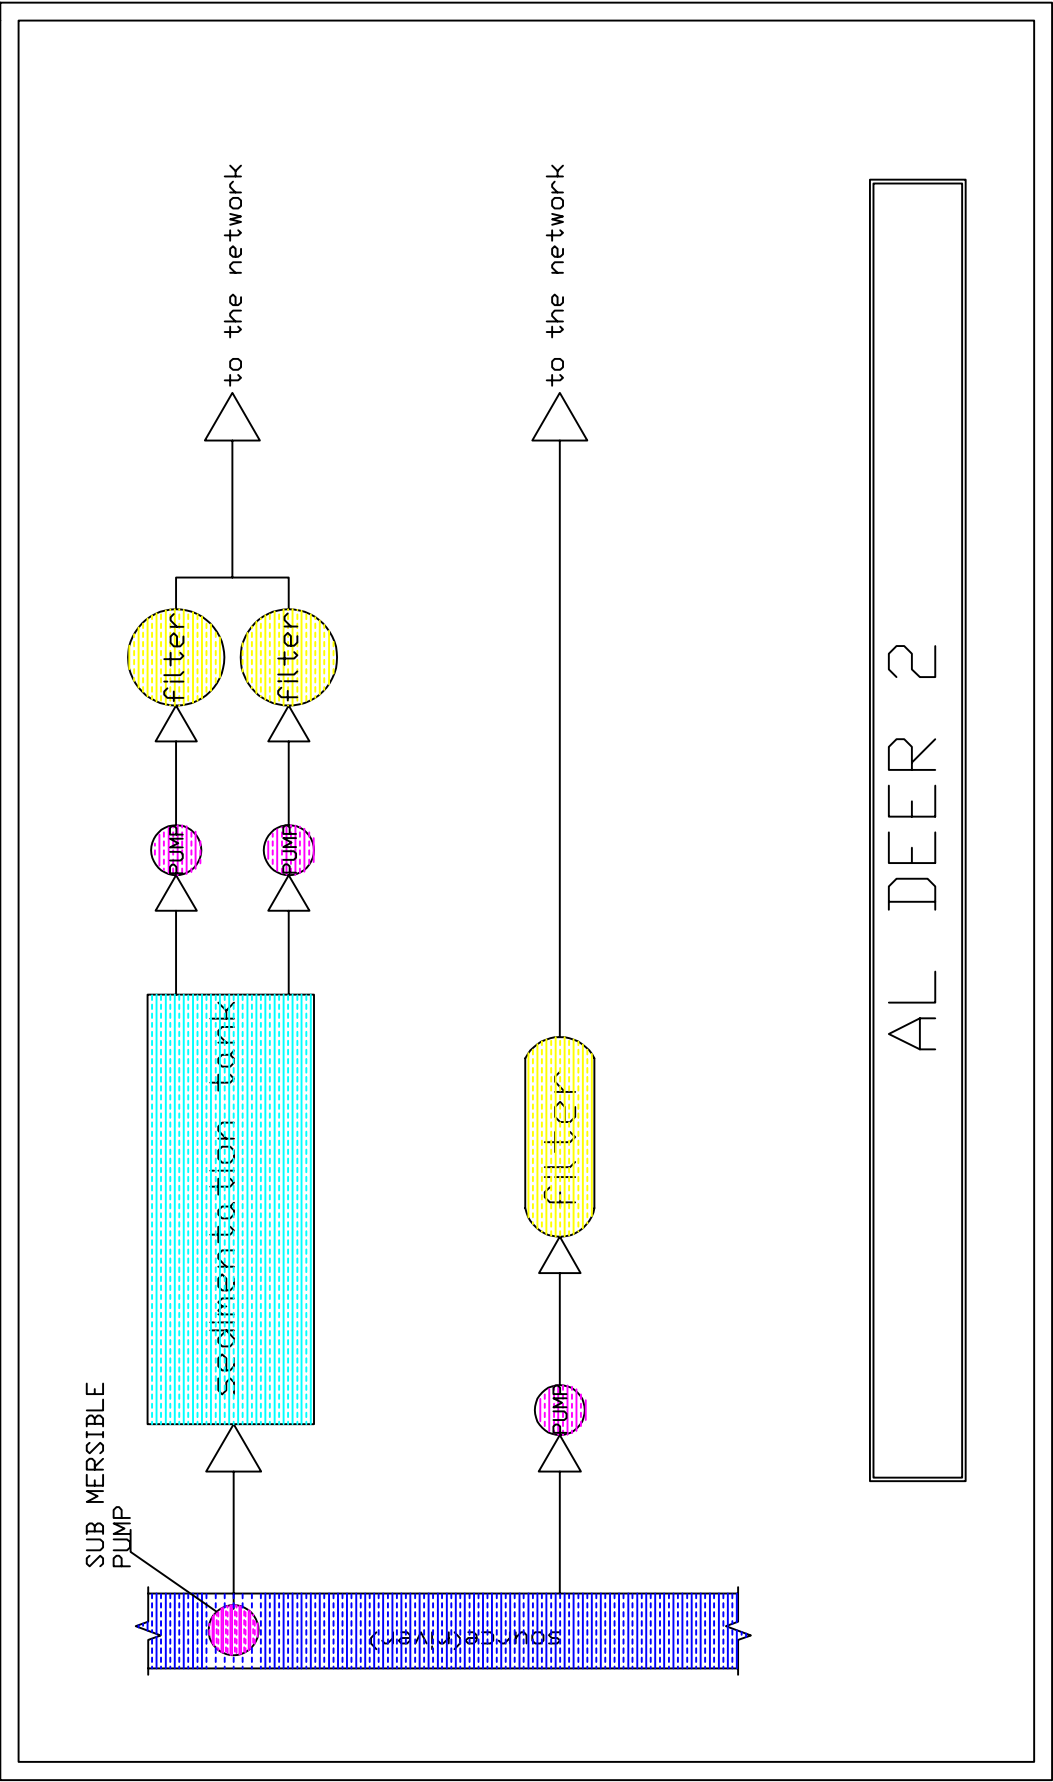 SUB MERSIBLE
PUMP
source(river)
sedimentation tank
PUMP
PUMP
filter
filter
to the network
PUMP
filter
to the network
AL DEER 2